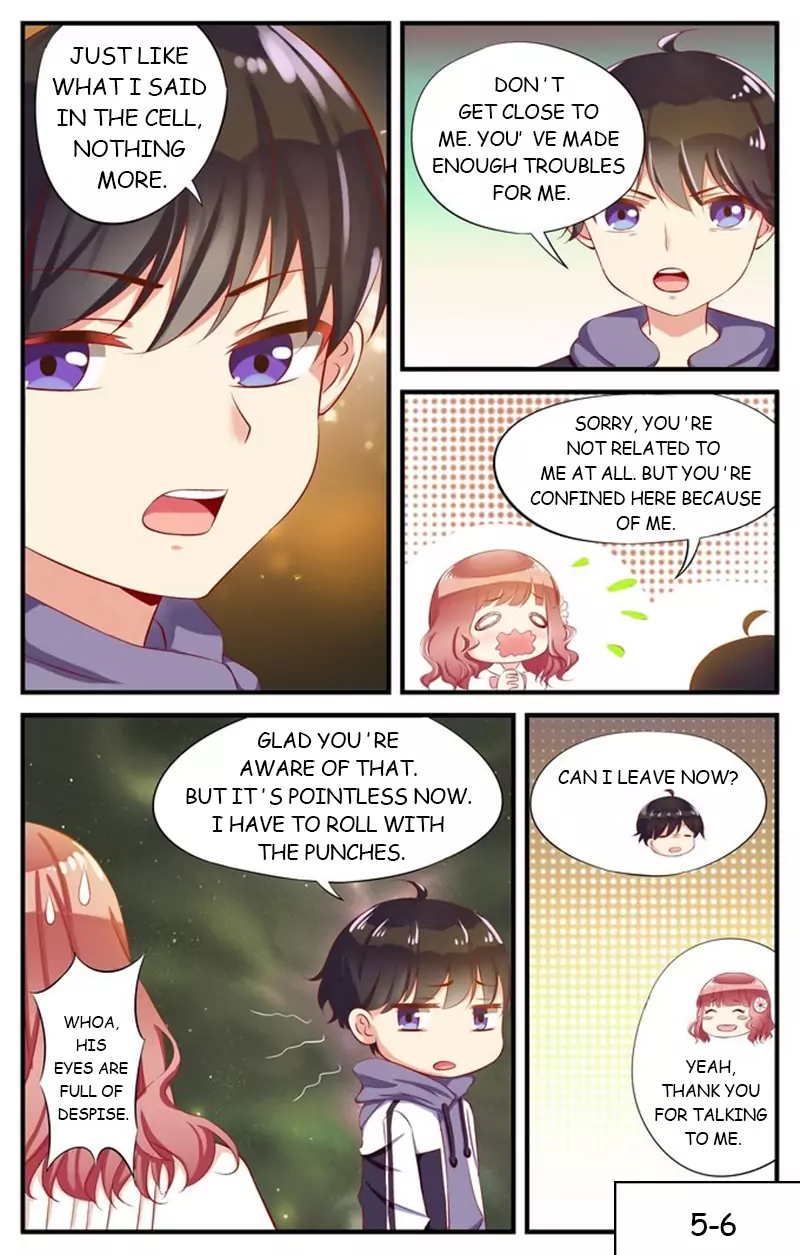 JUST LIKE
WHAT I SAID
IN THE CELL,
NOTHING
MORE.
DON'T
GET CLOSE TO
ME. YOU'VE MADE
ENOUGH TROUBLES
FOR ME.
SORRY, YOU'RE
NOT RELATED TO
ME AT ALL. BUT YOU'RE
CONFINED HERE BECAUSE
OF ME.
GLAD YOU'RE
AWARE OF THAT.
BUT IT'S POINTLESS NOW.
I HAVE TO ROLL WITH
THE PUNCHES.
WHOA,
HIS
EYES ARE
FULL OF
DESPISE.
CAN I LEAVE NOW?
YEAH,
THANK YOU
FOR TALKING
TO ME.
5-6